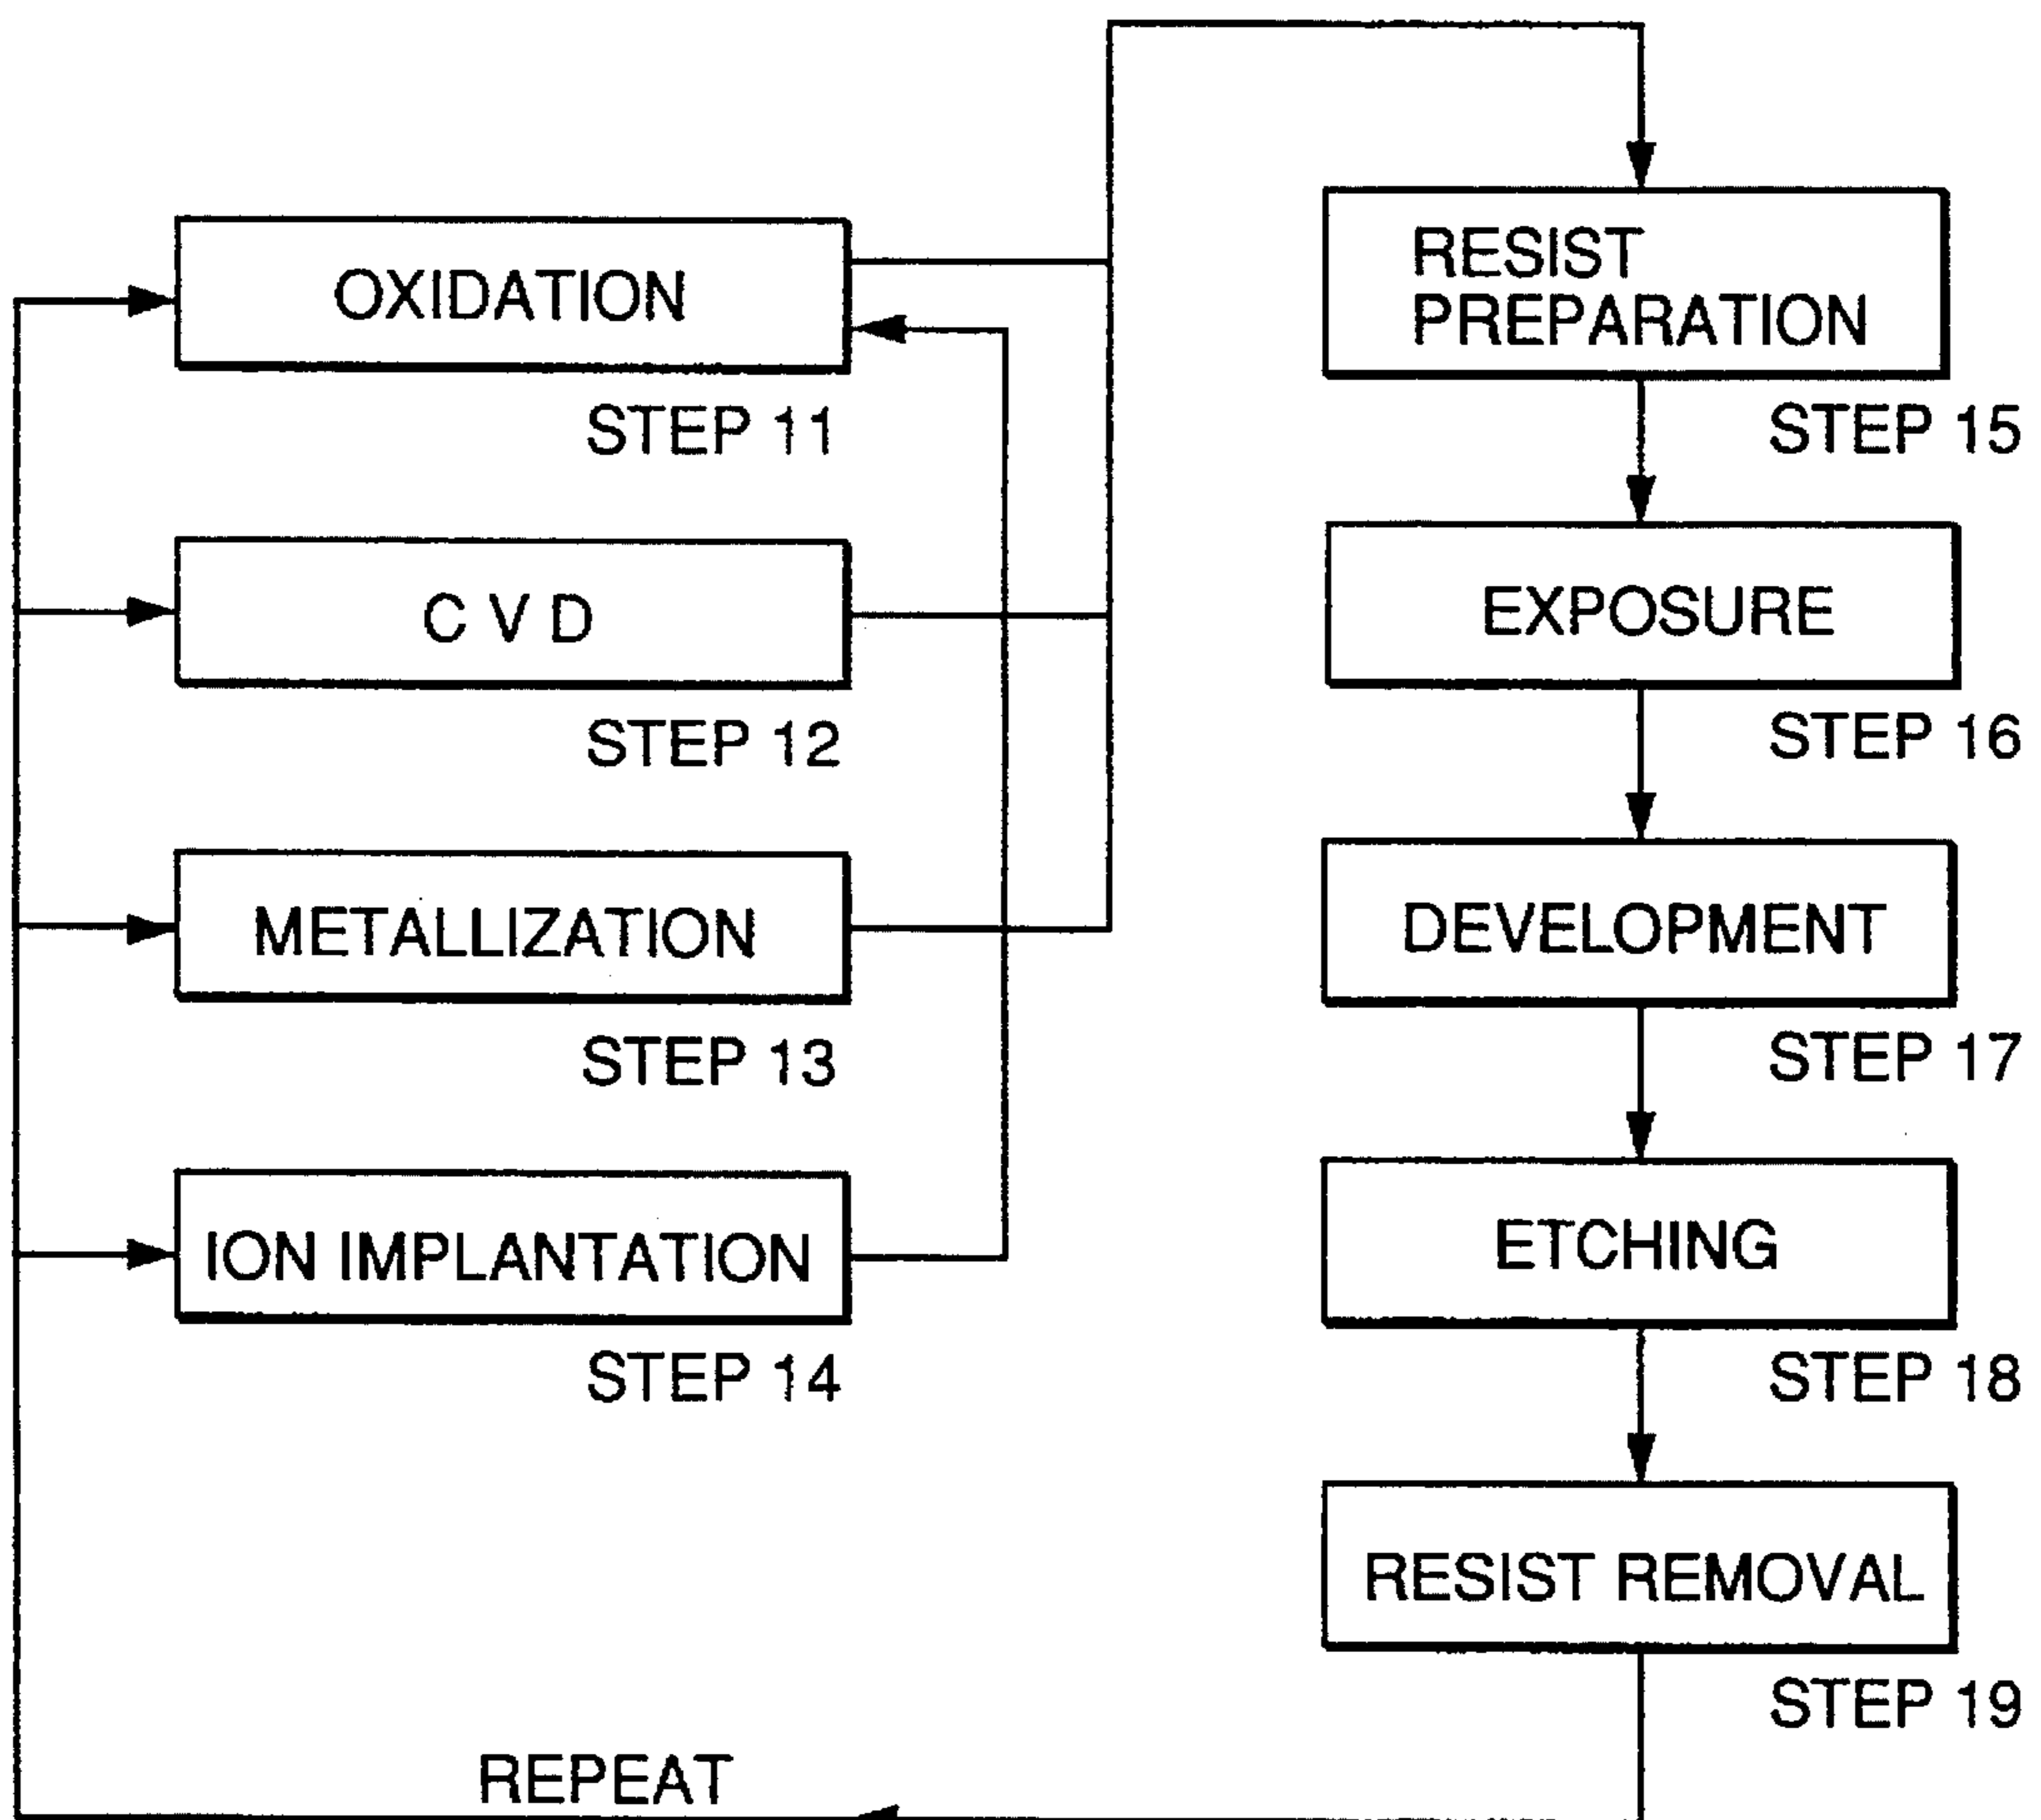 OXIDATION
STEP 11
C V D
STEP 12
METALLIZATION
STEP 13
ION IMPLANTATION
STEP 14
RESIST
PREPARATION
STEP 15
EXPOSURE
STEP 16
DEVELOPMENT
STEP 17
ETCHING
STEP 18
RESIST REMOVAL
STEP 19
REPEAT